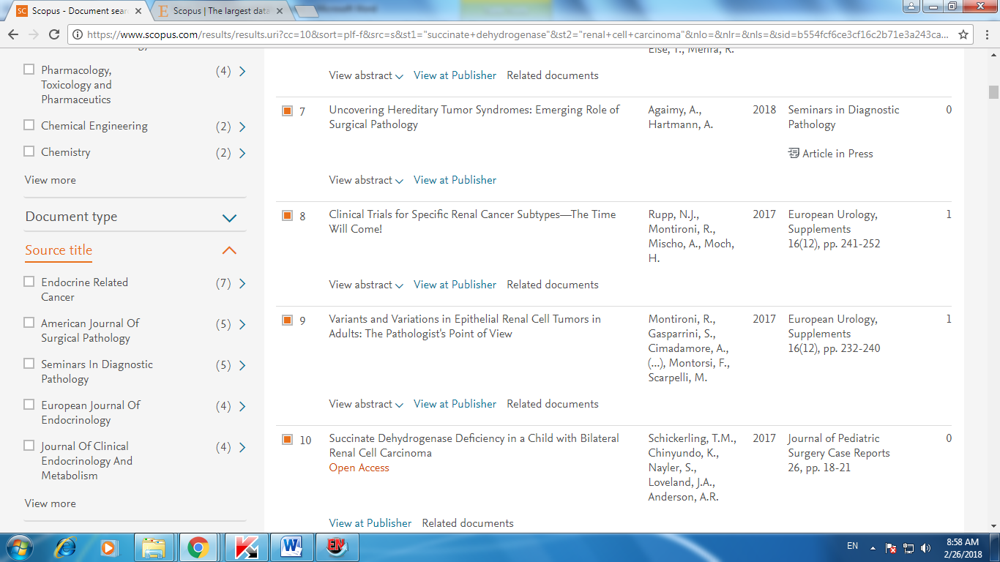 Microsoft Word
Scopus - Document sear
Scopus | The largest data
https://www.scopus.com/results/results.uri?cc=10&sort=plf-f&src=s&st1="succinate+dehydrogenase"&st2="renal+cell+carcinoma"&nlo=&nlr=&nls=&sid=b554fcf6ce3cf16c2b71e3a243ca...
Pharmacology,
Toxicology and
Pharmaceutics
(4)
Chemical Engineering
(2)
Chemistry
(2)
View more
Document type
Source title
Endocrine Related
Cancer
(7)
American Journal Of
Surgical Pathology
(5)
Seminars In Diagnostic
Pathology
(5)
European Journal Of
Endocrinology
(4)
Journal Of Clinical
Endocrinology And
Metabolism
(4)
View more
Else, T., Mehra, R.
View abstract View at Publisher Related documents
7
Uncovering Hereditary Tumor Syndromes: Emerging Role of
Surgical Pathology
Agaimy, A.,
Hartmann, A.
2018
Seminars in Diagnostic
Pathology
Article in Press
0
View abstract View at Publisher
8
Clinical Trials for Specific Renal Cancer Subtypes—The Time
Will Come!
Rupp, N.J.,
Montironi, R.,
Mischo, A., Moch,
H.
2017
European Urology,
Supplements
16(12), pp. 241-252
1
View abstract View at Publisher Related documents
9
Variants and Variations in Epithelial Renal Cell Tumors in
Adults: The Pathologist's Point of View
Montironi, R.,
Gasparrini, S.,
Cimadamore, A.,
(...), Montorsi, F.,
Scarpelli, M.
2017
European Urology,
Supplements
16(12), pp. 232-240
1
View abstract View at Publisher Related documents
10
Succinate Dehydrogenase Deficiency in a Child with Bilateral
Renal Cell Carcinoma
Open Access
Schickerling, T.M.,
Chinyundo, K.,
Nayler, S.,
Loveland, J.A.,
Anderson, A.R.
2017
Journal of Pediatric
Surgery Case Reports
26, pp. 18-21
0
View at Publisher Related documents
EN
8:58 AM
2/26/2018